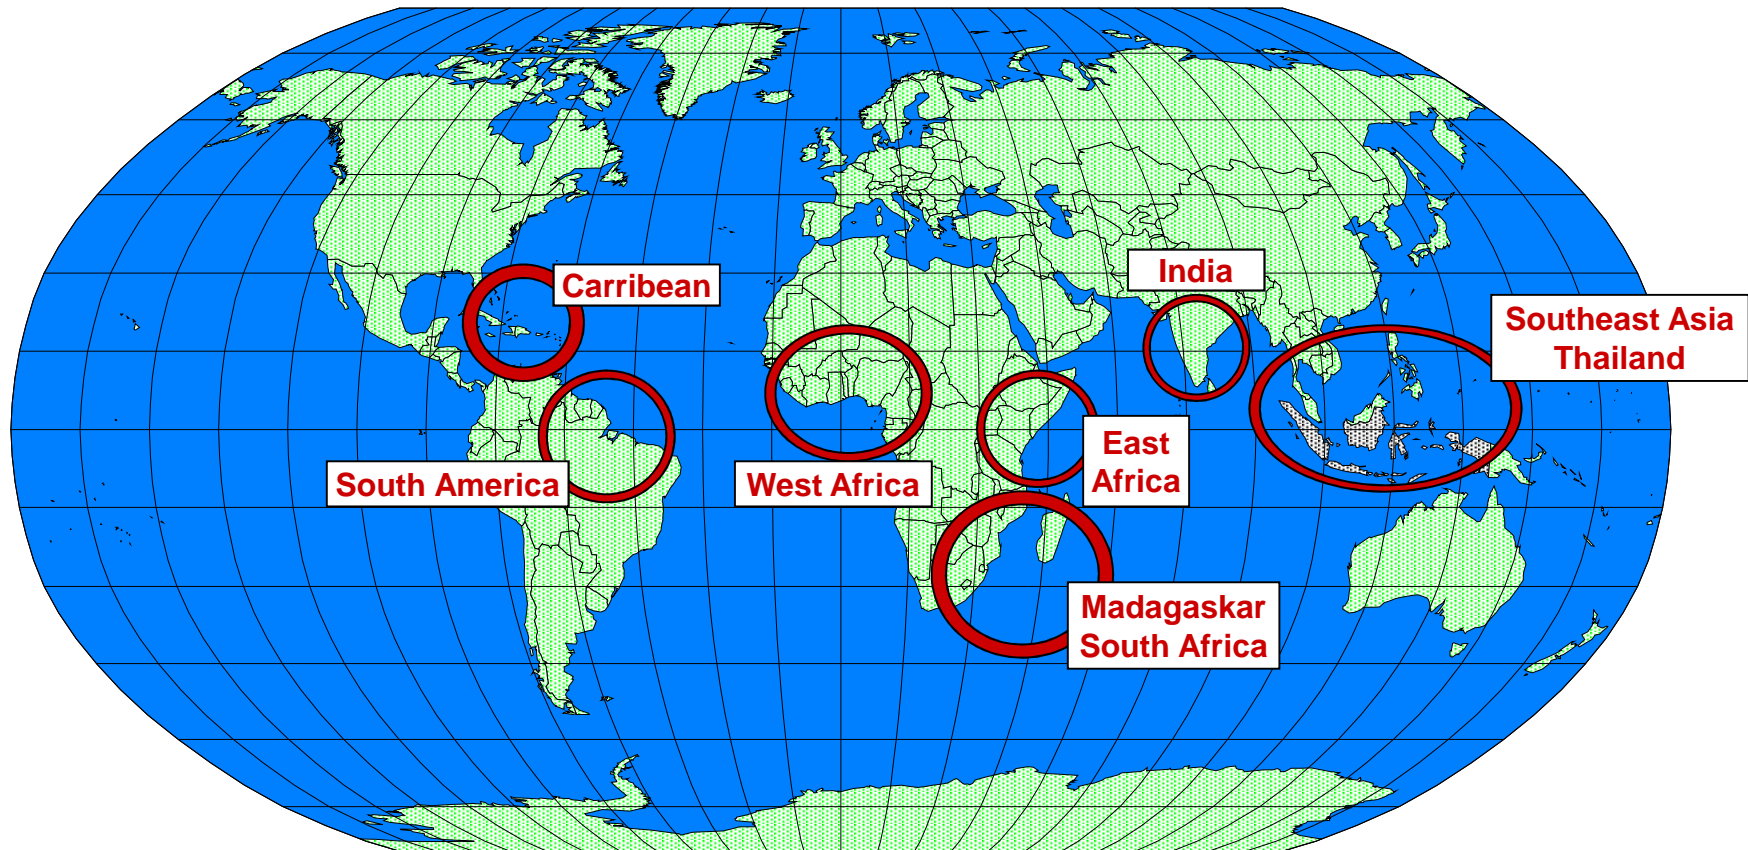 Carribean
India
Southeast Asia
Thailand
South America
West Africa
East
Africa
Madagaskar
South Africa